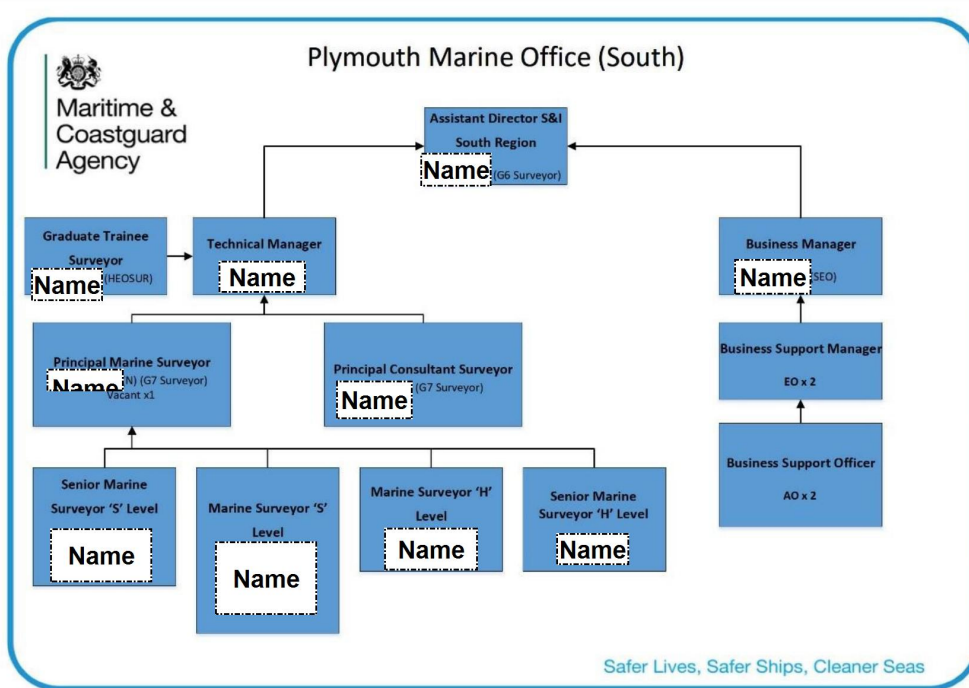 Plymouth Marine Office (South)
Maritime &
Coastguard
Agency
Assistant Director S&I
South Region
Name (G6 Surveyor)
Graduate Trainee
Surveyor
Name (HEOSUR)
Technical Manager
Name
Business Manager
Name SEO)
Principal Marine Surveyor
Name N) (G7 Surveyor)
Vacant x1
Principal Consultant Surveyor
Name (G7 Surveyor)
Business Support Manager
EO x 2
Senior Marine
Surveyor ‘S’ Level
Name
Marine Surveyor ‘S’
Level
Name
Marine Surveyor ‘H’
Level
Name
Senior Marine
Surveyor ‘H’ Level
Name
Business Support Officer
AO x 2
Safer Lives, Safer Ships, Cleaner Seas